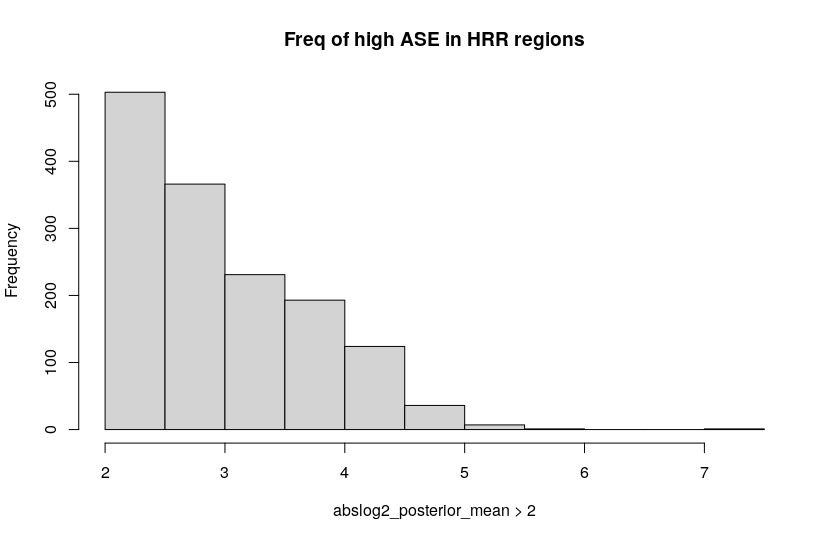 Freq of high ASE in HRR regions
Frequency
500
400
300
200
100
0
2 3 4 5 6 7
abslog2_posterior_mean > 2